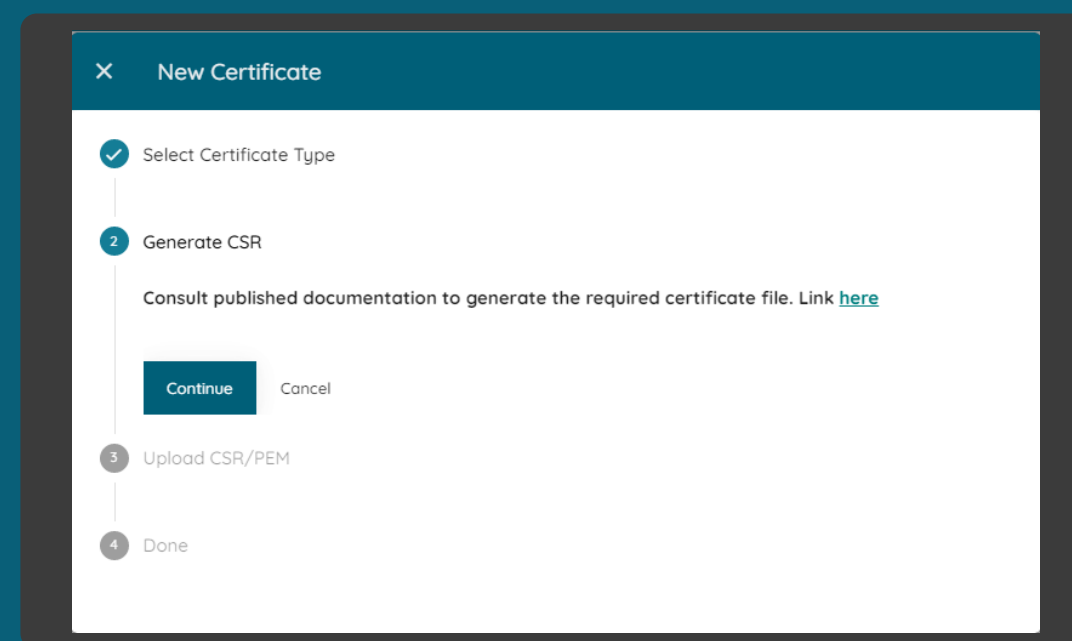 New Certificate
Select Certificate Type
2 Generate CSR
Consult published documentation to generate the required certificate file. Link here
Continue Cancel
3 Upload CSR/PEM
4 Done